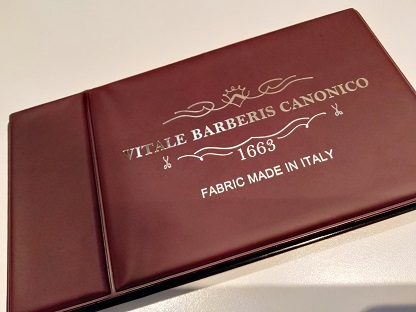 VITALE BARBERIS CANONICO
1663
FABRIC MADE IN ITALY